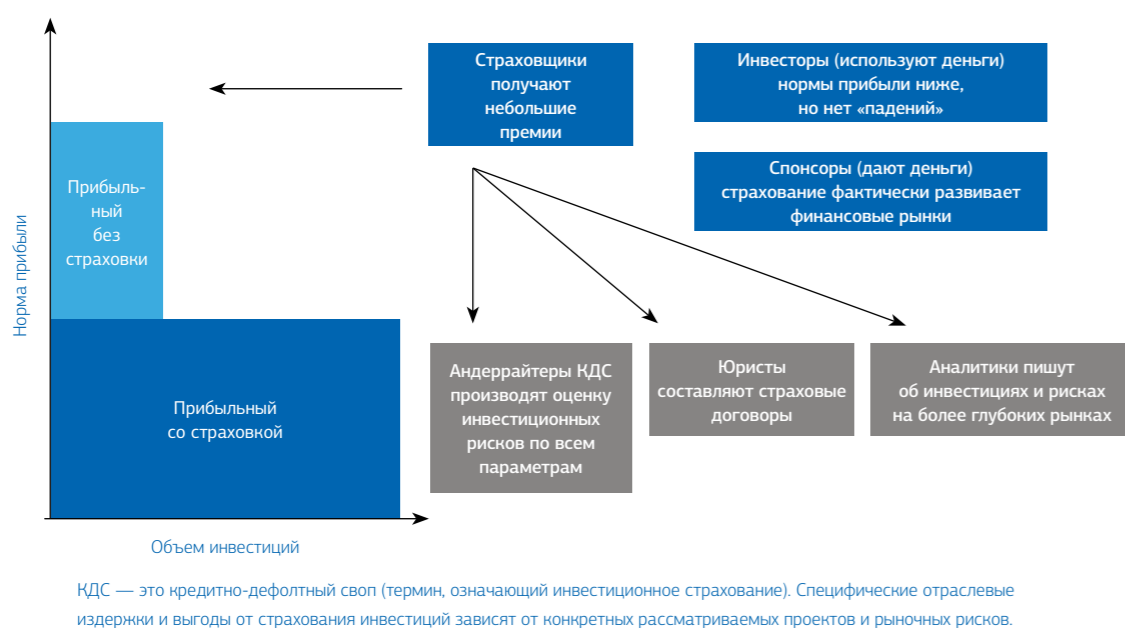 Норма прибыли
Прибыль-
ный
без
страховки
Прибыльный
со страховкой
Объем инвестиций
Страховщики
получают
небольшие
премии
Инвесторы (используют деньги)
нормы прибыли ниже,
но нет «падений»
Спонсоры (дают деньги)
страхование фактически развивает
финансовые рынки
Андеррайтеры КДС
производят оценку
инвестиционных
рисков по всем
параметрам
Юристы
составляют страховые
договоры
Аналитики пишут
об инвестициях и рисках
на более глубоких рынках
КДС — это кредитно-дефолтный своп (термин, означающий инвестиционное страхование). Специфические отраслевые
издержки и выгоды от страхования инвестиций зависят от конкретных рассматриваемых проектов и рыночных рисков.